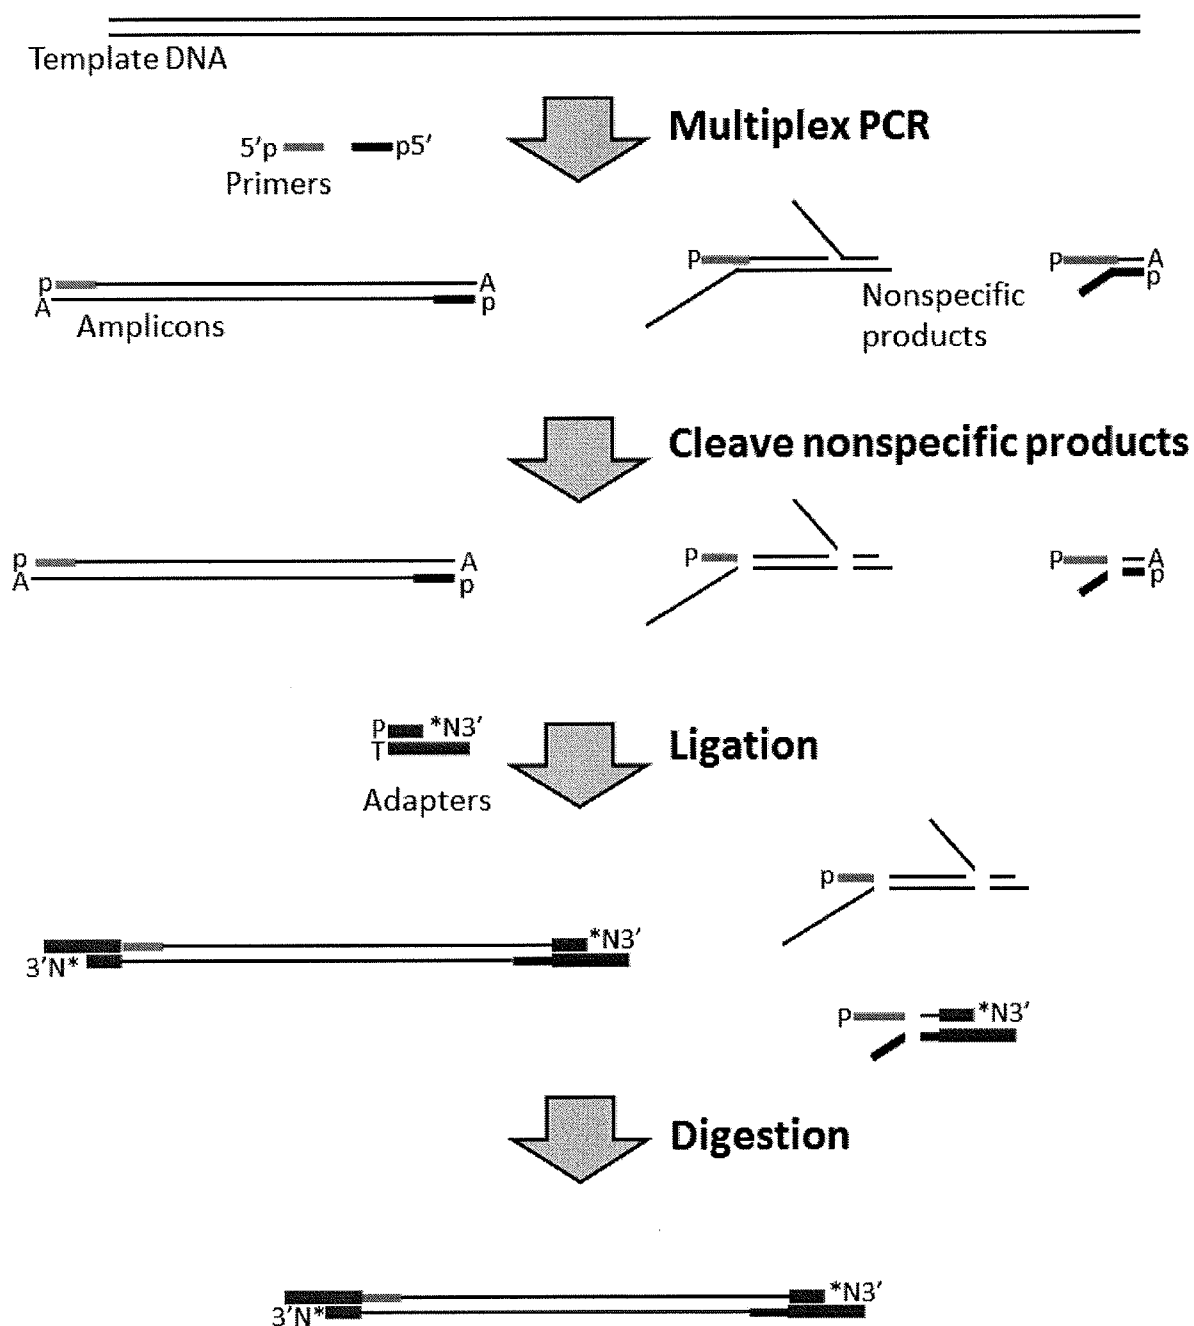 Template DNA
Multiplex PCR
5'p p5'
Primers
P A
p A
A p
P
p
Amplicons
Nonspecific
products
Cleave nonspecific products
p A
A p
P
P A
p
P *N3'
T
Ligation
Adapters
p
*N3'
3'N*
P *N3'
Digestion
*N3'
3'N*